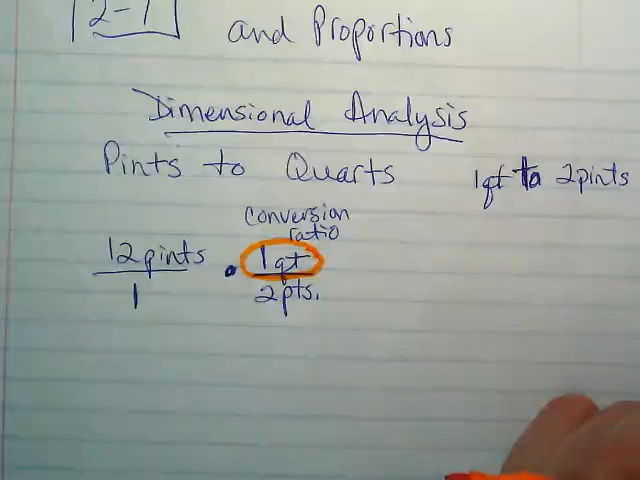 2-1
and Proportions
Dimensional Analysis
Pints to Quarts
1qt to 2pints
conversion
ratio
12pints
1
•
1qt
2pts.